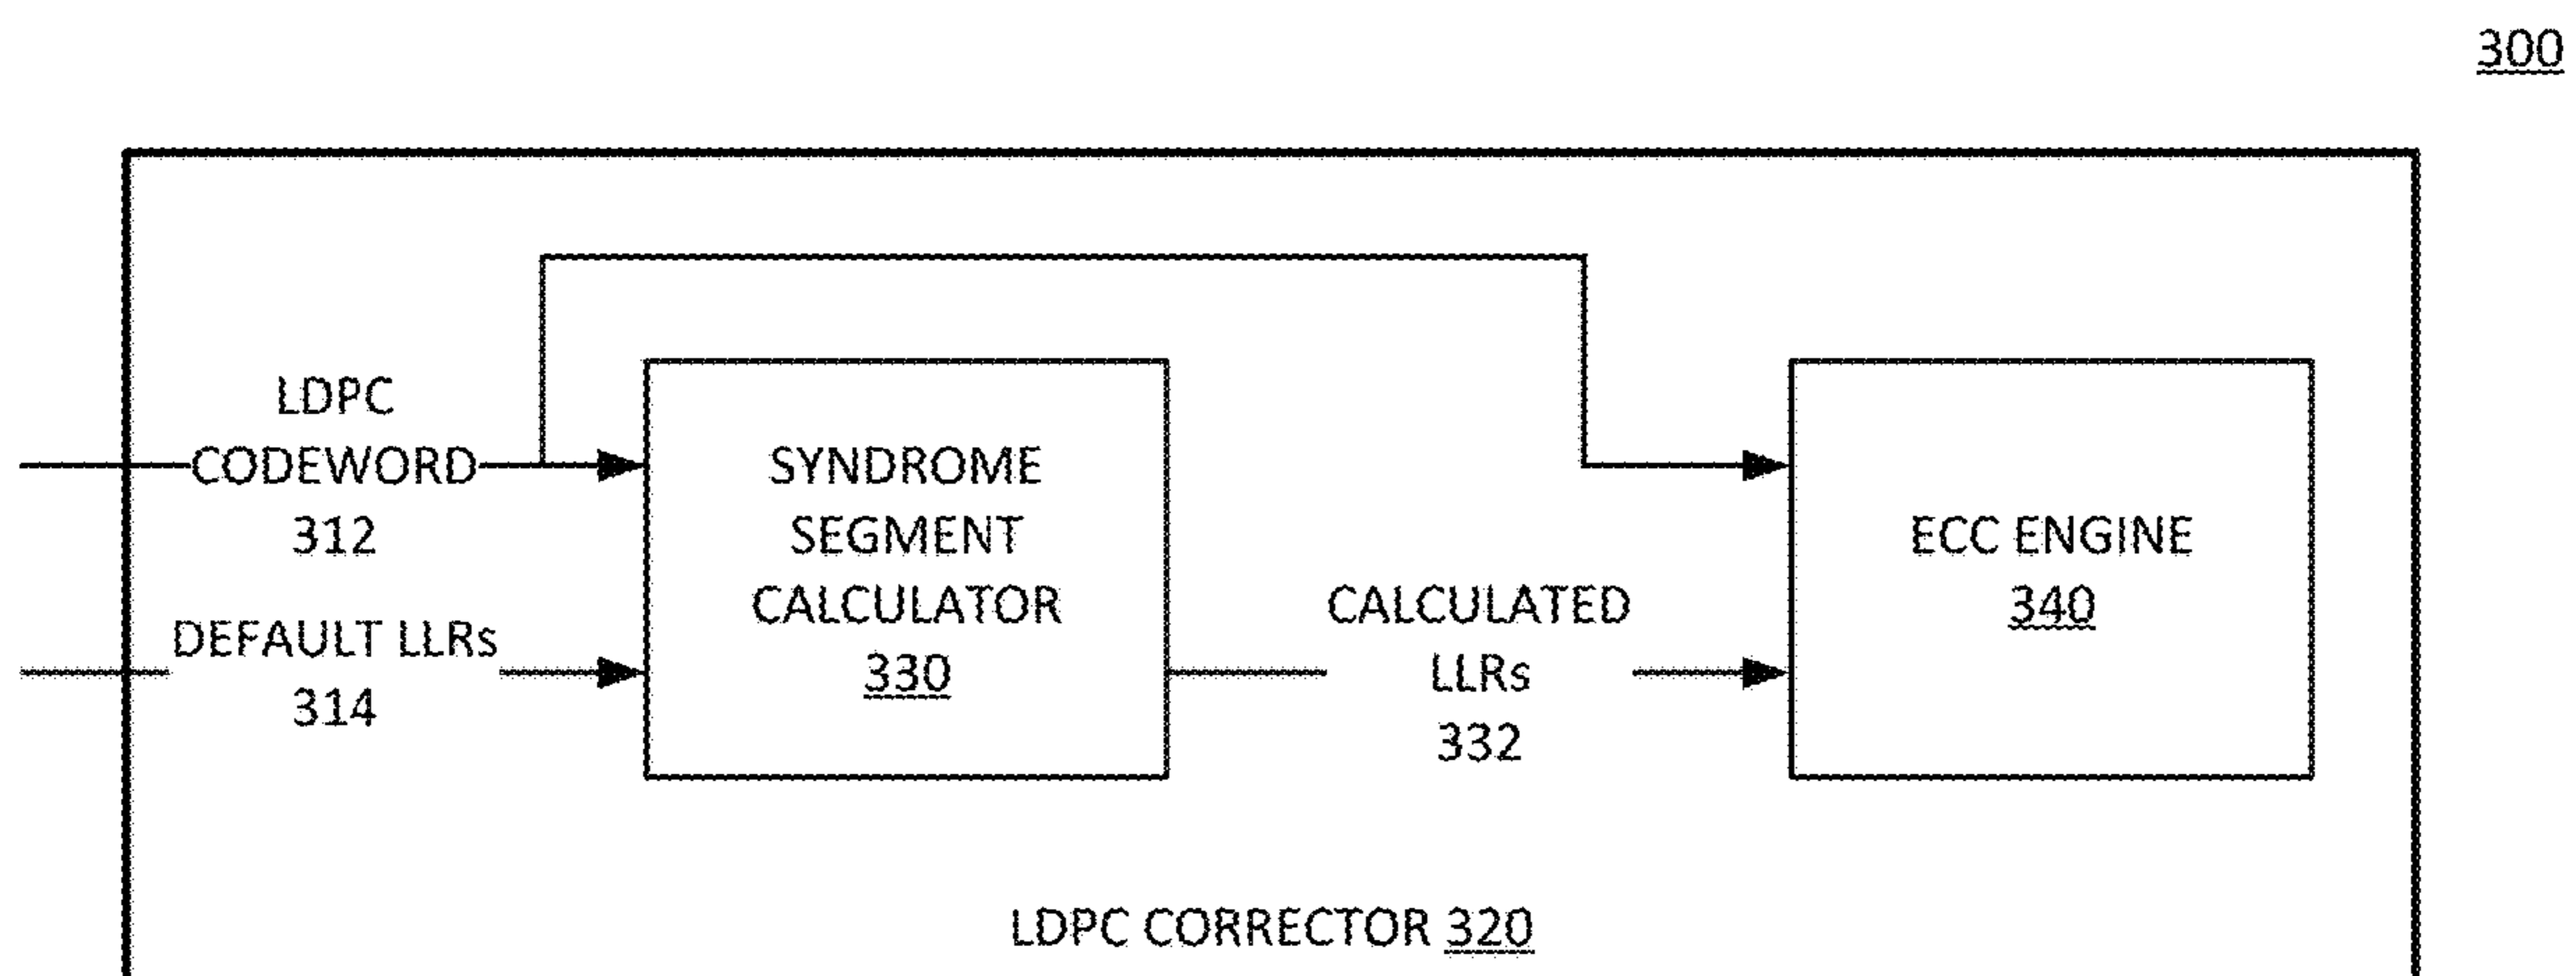 300
LDPC
CODEWORD
312
DEFAULT LLRs
314
SYNDROME
SEGMENT
CALCULATOR
330
CALCULATED
LLRs
332
ECC ENGINE
340
LDPC CORRECTOR 320